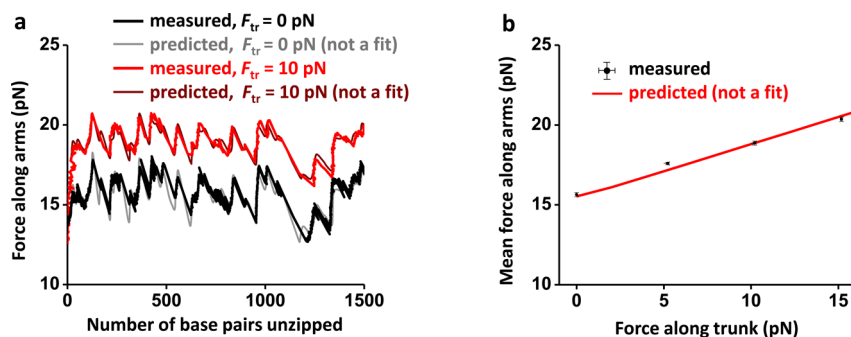 a
measured, Ftr = 0 pN
predicted, Ftr = 0 pN (not a fit)
measured, Ftr = 10 pN
predicted, Ftr = 10 pN (not a fit)
Force along arms (pN)
25
20
15
10
0
500
1000
1500
Number of base pairs unzipped
b
measured
predicted (not a fit)
Mean force along arms (pN)
25
20
15
10
0
5
10
15
Force along trunk (pN)